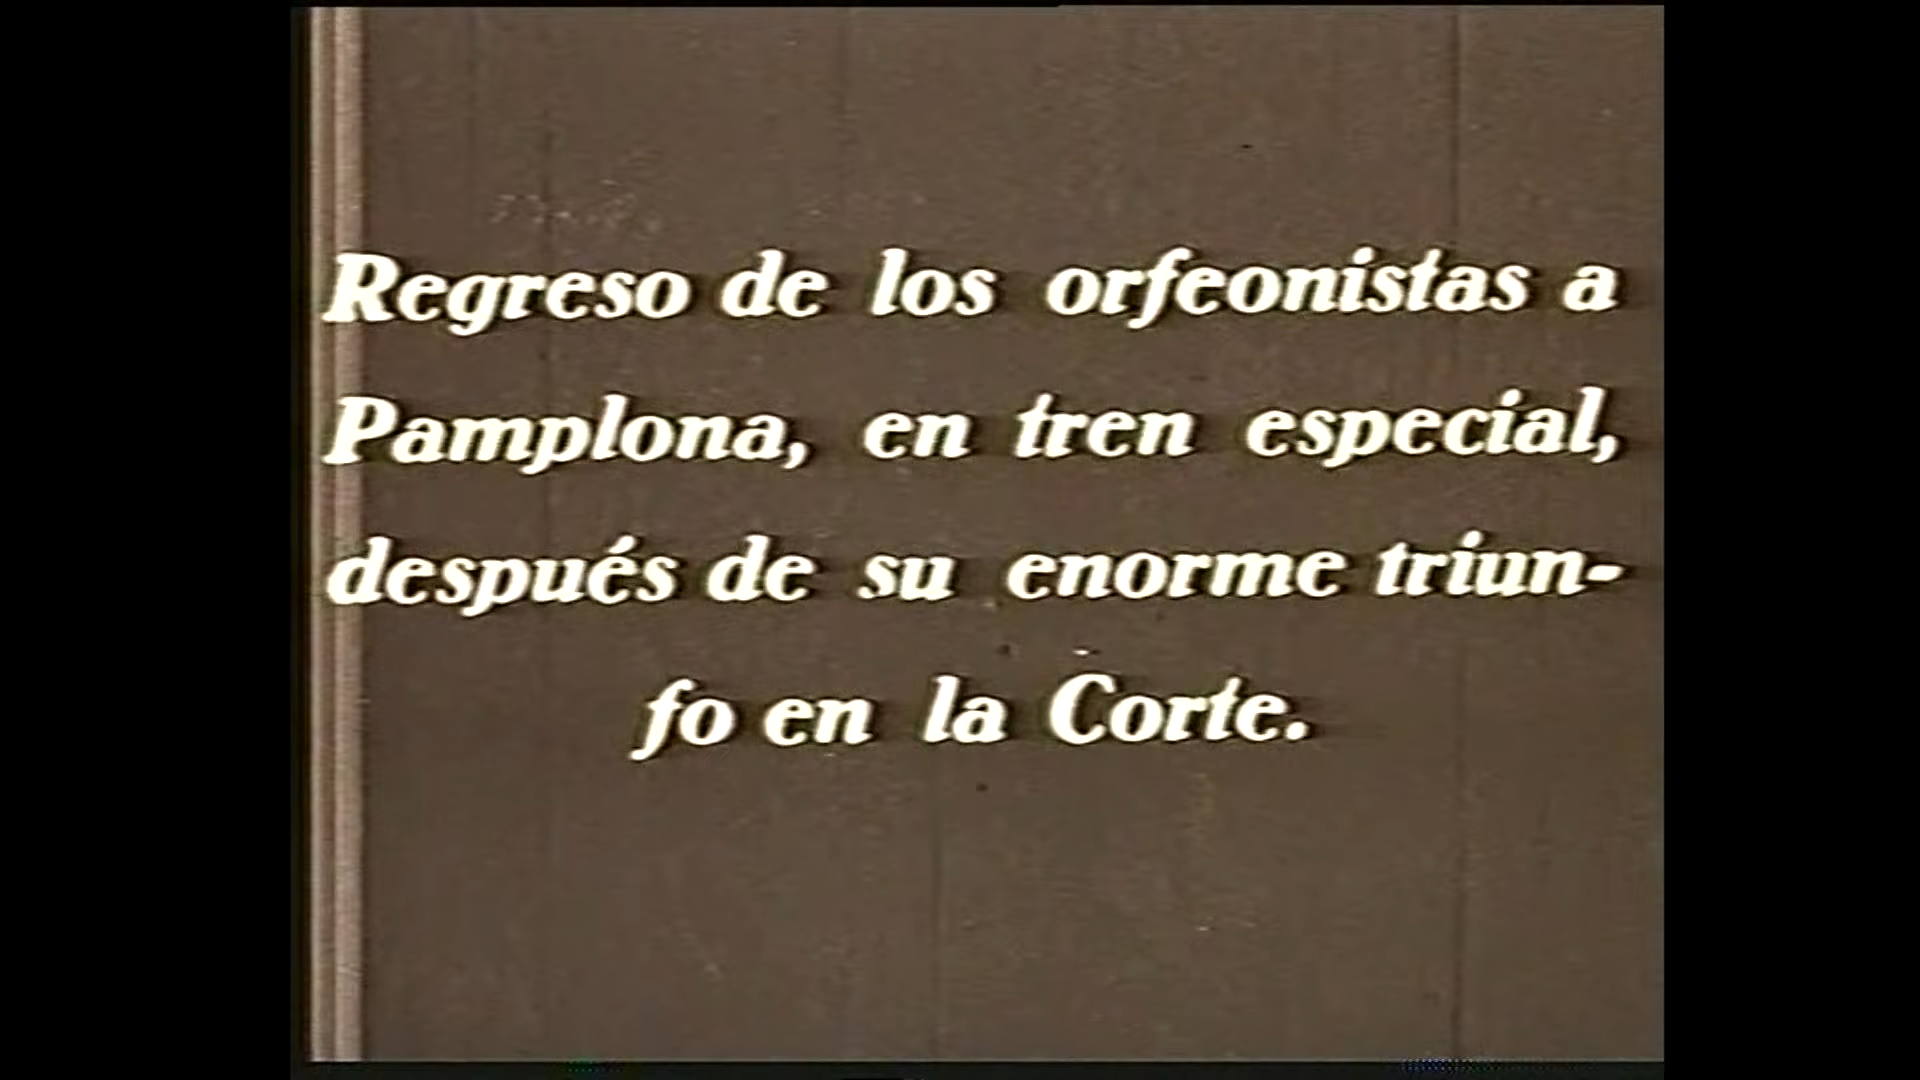 Regreso de los orfeonistas a
Pamplona, en tren especial,
después de su enorme triun-
fo en la Corte.